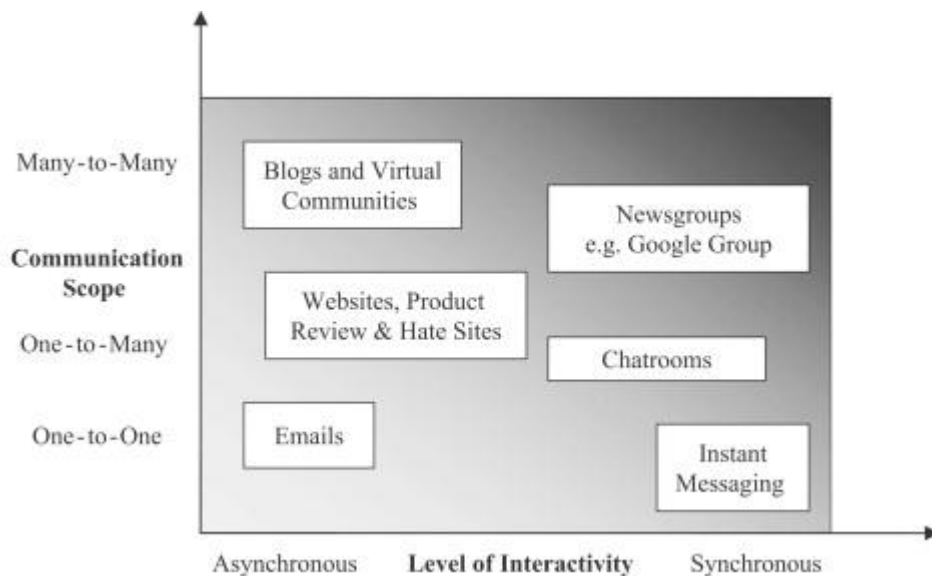 Many-to-Many
Blogs and Virtual
Communities
Newsgroups
e.g. Google Group
Communication
Scope
Websites, Product
Review & Hate Sites
One-to-Many
Chatrooms
One-to-One
Emails
Instant
Messaging
Asynchronous
Level of Interactivity
Synchronous